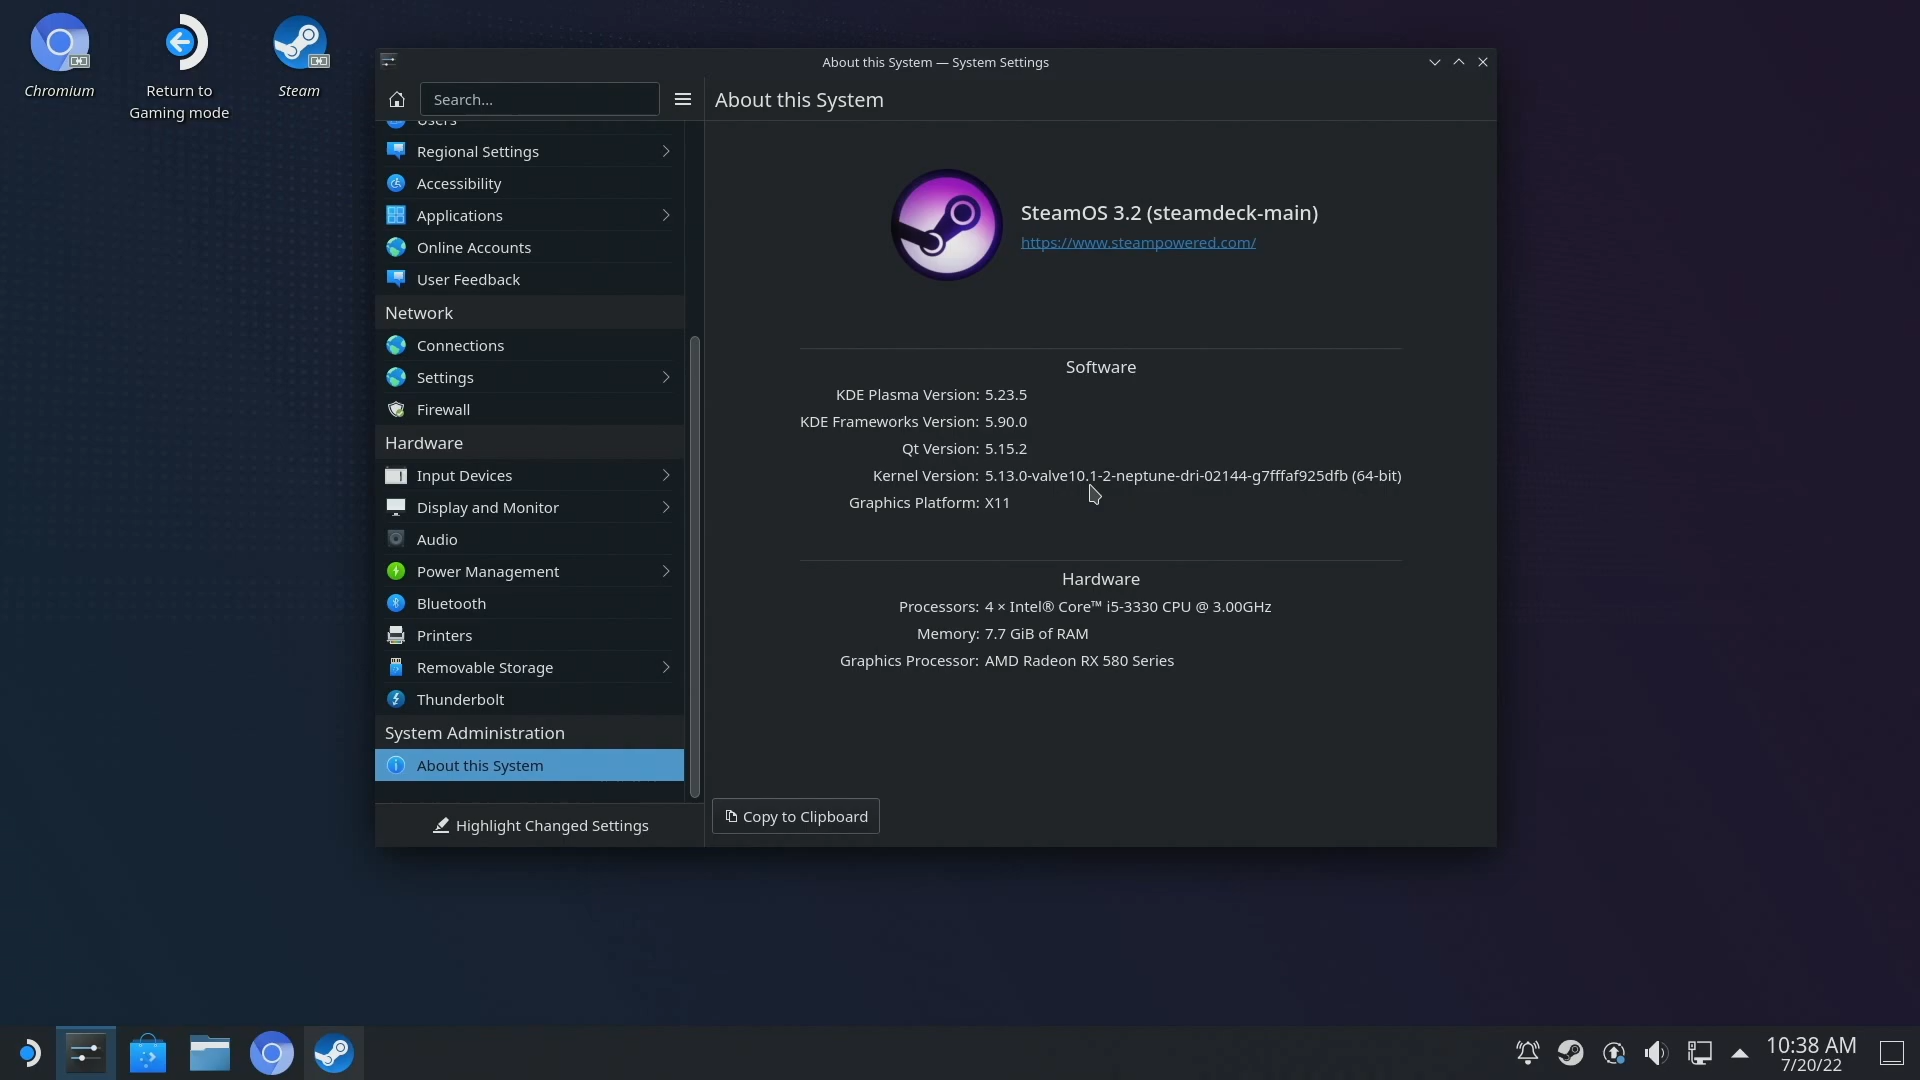 Chromium
Return to
Gaming mode
Steam
About this System — System Settings
Search...
About this System
Users
Regional Settings
Accessibility
Applications
Online Accounts
User Feedback
Network
Connections
Settings
Firewall
Hardware
Input Devices
Display and Monitor
Audio
Power Management
Bluetooth
Printers
Removable Storage
Thunderbolt
System Administration
About this System
Highlight Changed Settings
SteamOS 3.2 (steamdeck-main)
https://www.steampowered.com/
Software
KDE Plasma Version: 5.23.5
KDE Frameworks Version: 5.90.0
Qt Version: 5.15.2
Kernel Version: 5.13.0-valve10.1-2-neptune-dri-02144-g7fffaf925dfb (64-bit)
Graphics Platform: X11
Hardware
Processors: 4 × Intel® Core™ i5-3330 CPU @ 3.00GHz
Memory: 7.7 GiB of RAM
Graphics Processor: AMD Radeon RX 580 Series
Copy to Clipboard
10:38 AM
7/20/22